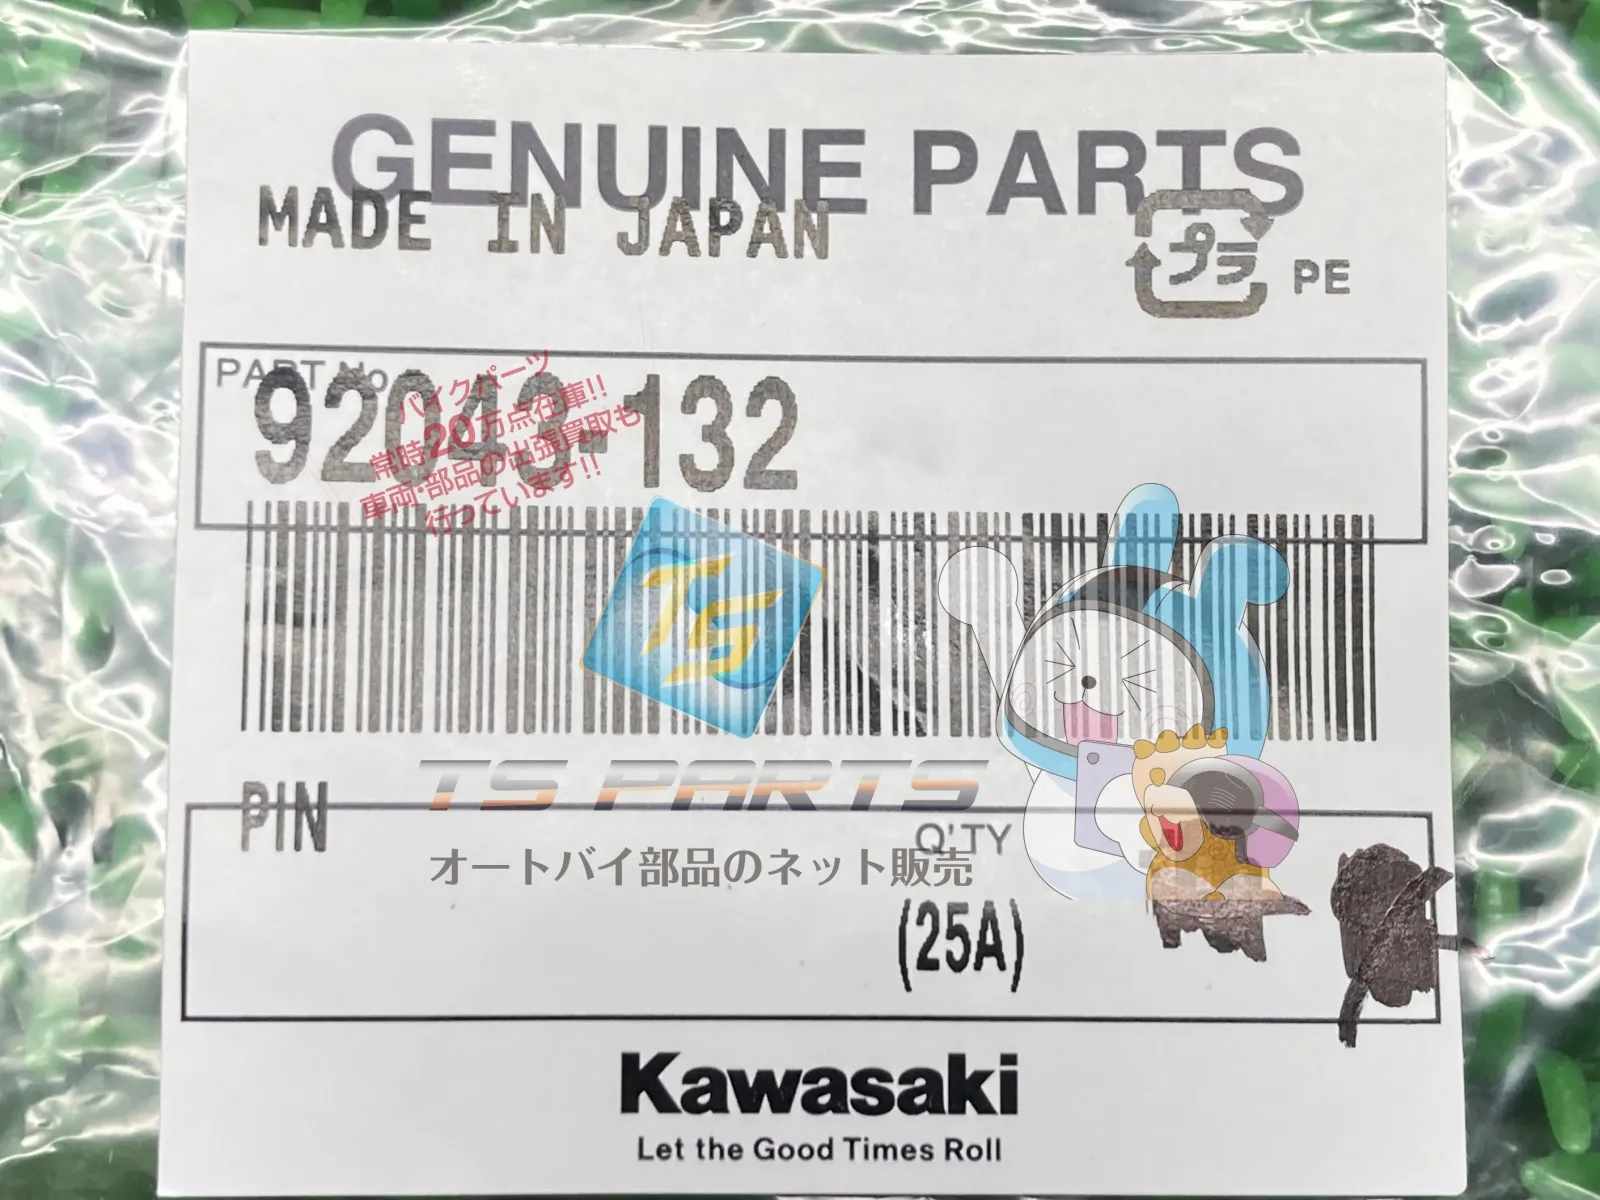 GENUINE PARTS
MADE IN JAPAN
プラ PE
PART No.
92043-132
バイクパーツ
常時20万点在庫!!
車両・部品の出張買取も
行っています!!
TS
PIN
TS PARTS
Q'TY
オートバイ部品のネット販売
(25A)
Kawasaki
Let the Good Times Roll